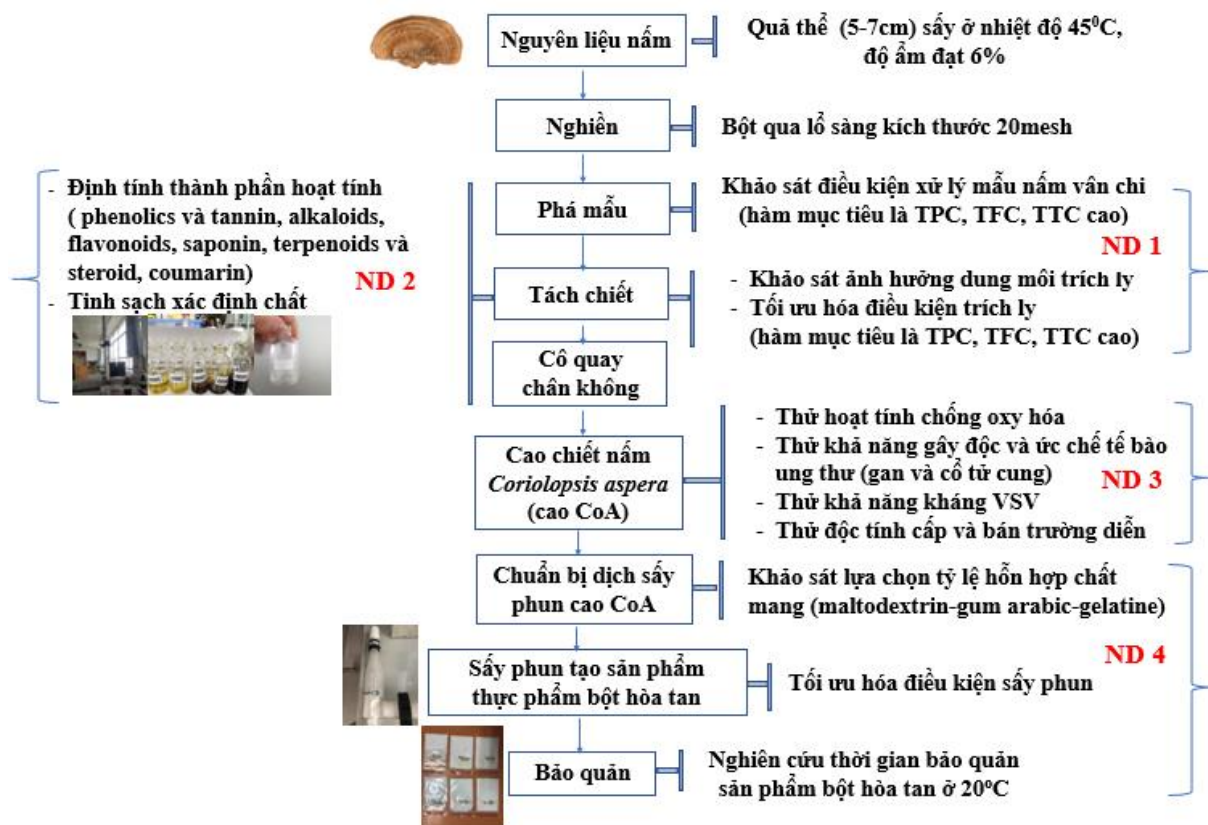 Nguyên liệu nấm
Quả thể (5-7cm) sấy ở nhiệt độ 45⁰C,
độ ẩm đạt 6%
Nghiền
Bột qua lổ sàng kích thước 20mesh
- Định tính thành phần hoạt tính
( phenolics và tannin, alkaloids,
flavonoids, saponin, terpenoids và
steroid, coumarin)
- Tinh sạch xác định chất
ND 2
Phá mẫu
Khảo sát điều kiện xử lý mẫu nấm vân chi
(hàm mục tiêu là TPC, TFC, TTC cao)
ND 1
Tách chiết
- Khảo sát ảnh hưởng dung môi trích ly
- Tối ưu hóa điều kiện trích ly
(hàm mục tiêu là TPC, TFC, TTC cao)
Cô quay
chân không
Cao chiết nấm
Coriolopsis aspera
(cao CoA)
- Thử hoạt tính chống oxy hóa
- Thử khả năng gây độc và ức chế tế bào
ung thư (gan và cổ tử cung)
- Thử khả năng kháng VSV
- Thử độc tính cấp và bán trường diễn
ND 3
Chuẩn bị dịch sấy
phun cao CoA
Khảo sát lựa chọn tỷ lệ hỗn hợp chất
mang (maltodextrin-gum arabic-gelatine)
ND 4
Sấy phun tạo sản phẩm
thực phẩm bột hòa tan
Tối ưu hóa điều kiện sấy phun
Bảo quản
Nghiên cứu thời gian bảo quản
sản phẩm bột hòa tan ở 20ºC